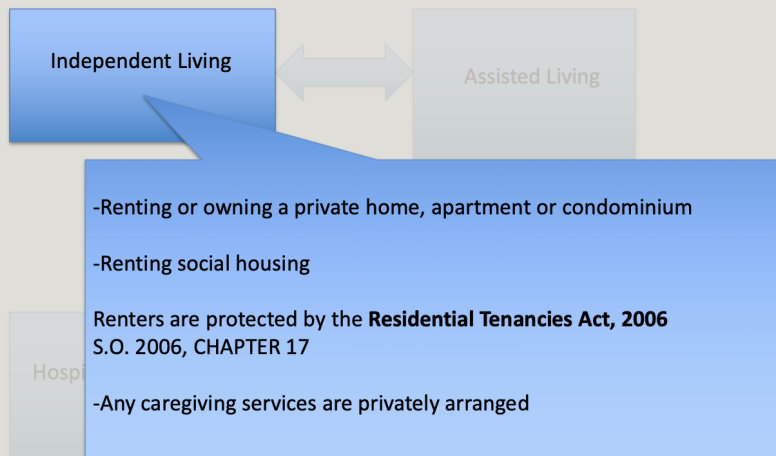 Independent Living
Assisted Living
-Renting or owning a private home, apartment or condominium
-Renting social housing
Renters are protected by the Residential Tenancies Act, 2006
S.O. 2006, CHAPTER 17
-Any caregiving services are privately arranged